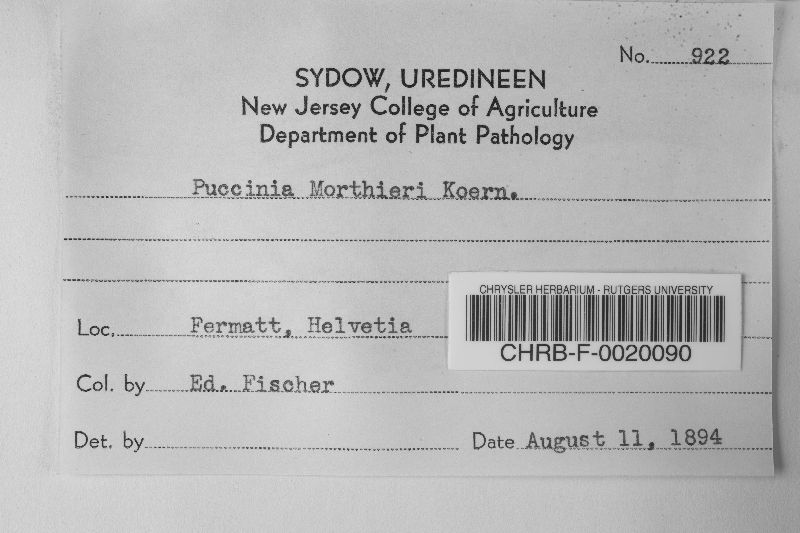 No. 922
SYDOW, UREDINEEN
New Jersey College of Agriculture
Department of Plant Pathology
Puccinia Morthieri Koern.
CHRYSLER HERBARIUM - RUTGERS UNIVERSITY
CHRB-F-0020090
Loc. Fermatt, Helvetia
Col. by Ed. Fischer
Det. by
Date August 11, 1894